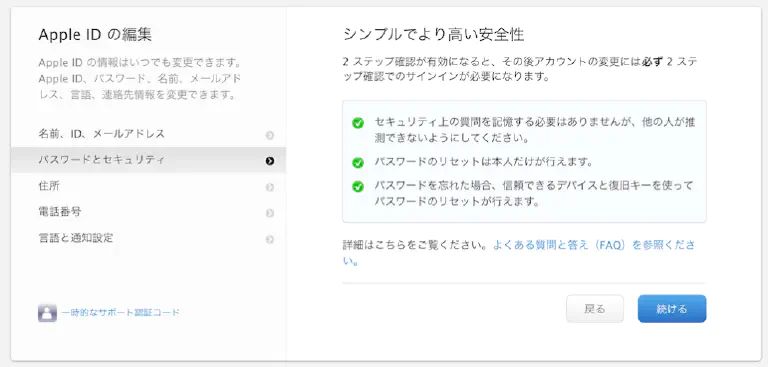 Apple ID の編集
Apple ID の情報はいつでも変更できます。
Apple ID、パスワード、名前、メールアド
レス、言語、連絡先情報を変更できます。
名前、ID、メールアドレス
パスワードとセキュリティ
住所
電話番号
言語と通知設定
一時的なサポート認証コード
シンプルでより高い安全性
2 ステップ確認が有効になると、その後アカウントの変更には必ず 2 ステ
ップ確認でのサインインが必要になります。
セキュリティ上の質問を記憶する必要はありませんが、他の人が推
測できないようにしてください。
パスワードのリセットは本人だけが行えます。
パスワードを忘れた場合、信頼できるデバイスと復旧キーを使って
パスワードのリセットが行えます。
詳細はこちらをご覧ください。よくある質問と答え（FAQ）を参照くださ
い。
戻る
続ける